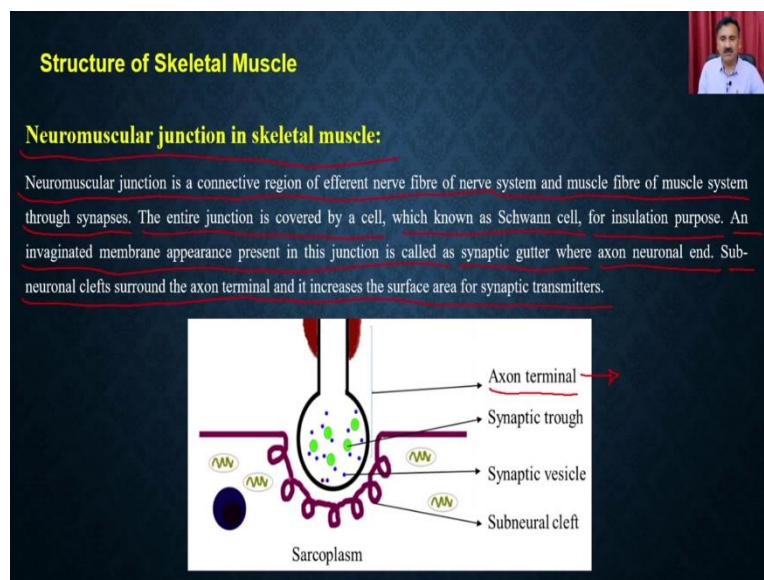 Structure of Skeletal Muscle
Neuromuscular junction in skeletal muscle:
Neuromuscular junction is a connective region of efferent nerve fibre of nerve system and muscle fibre of muscle system
through synapses. The entire junction is covered by a cell, which known as Schwann cell, for insulation purpose. An
invaginated membrane appearance present in this junction is called as synaptic gutter where axon neuronal end. Sub-
neuronal clefts surround the axon terminal and it increases the surface area for synaptic transmitters.
Axon terminal
Synaptic trough
Synaptic vesicle
Subneural cleft
Sarcoplasm